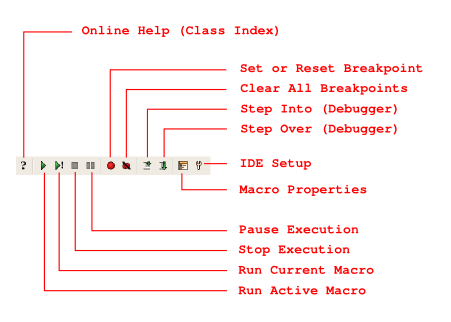 Online Help (Class Index)
Set or Reset Breakpoint
Clear All Breakpoints
Step Into (Debugger)
Step Over (Debugger)
?
!
IDE Setup
Macro Properties
Pause Execution
Stop Execution
Run Current Macro
Run Active Macro